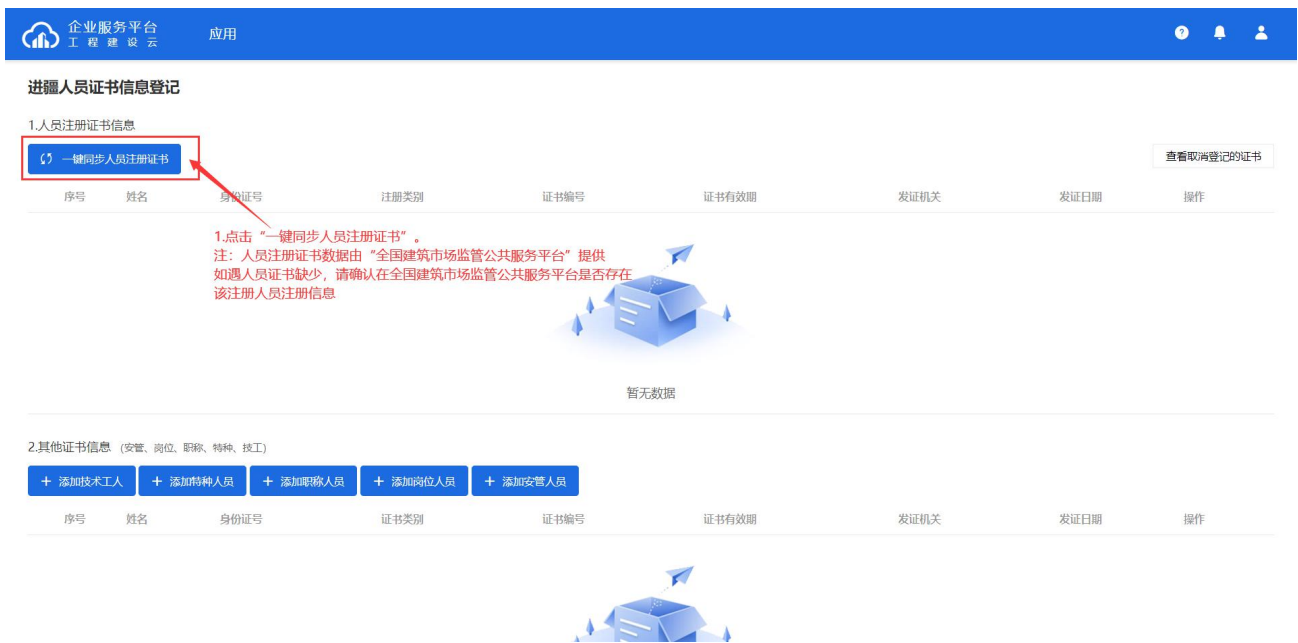 企业服务平台
工程建设云
应用
进疆人员证书信息登记
1.人员注册证书信息
一键同步人员注册证书
查看取消登记的证书
序号 姓名 身份证号 注册类别 证书编号 证书有效期 发证机关 发证日期 操作
1.点击“一键同步人员注册证书”。
注：人员注册证书数据由“全国建筑市场监管公共服务平台”提供
如遇人员证书缺少，请确认在全国建筑市场监管公共服务平台是否存在
该注册人员注册信息
暂无数据
2.其他证书信息 (安管、岗位、职称、特种、技工)
+ 添加技术工人 + 添加特种人员 + 添加职称人员 + 添加岗位人员 + 添加安管人员
序号 姓名 身份证号 证书类别 证书编号 证书有效期 发证机关 发证日期 操作